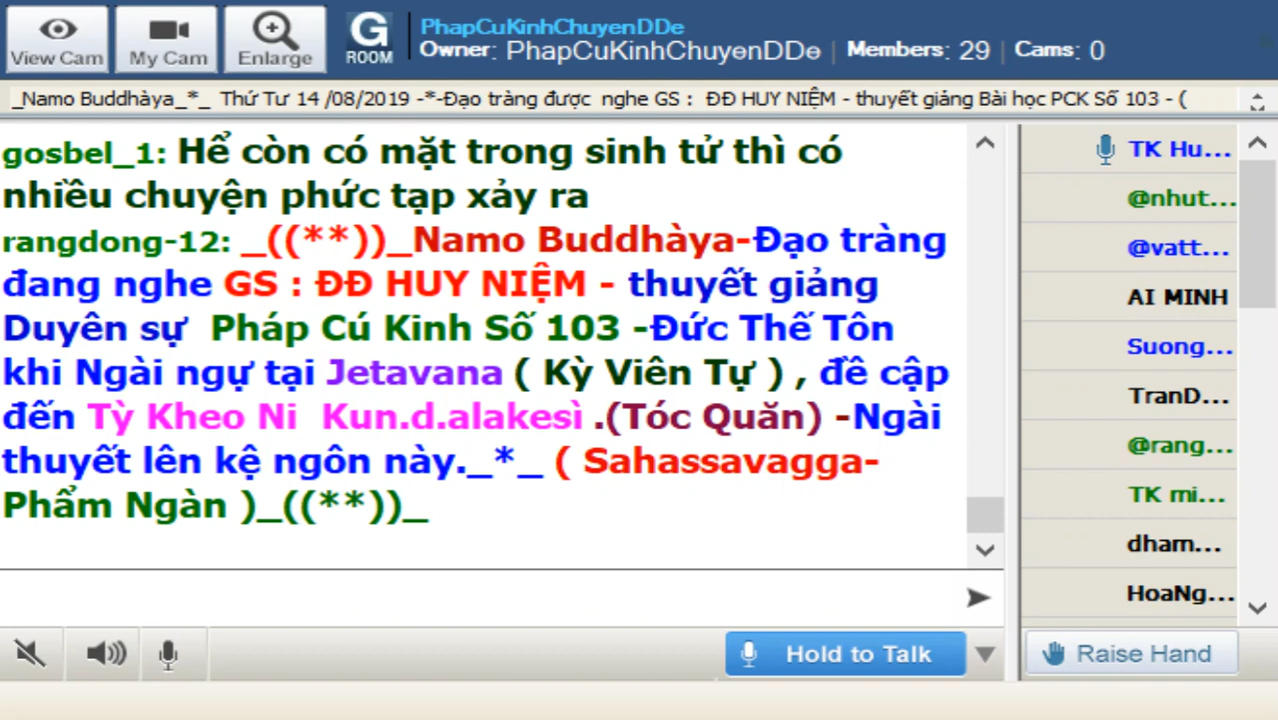 View Cam
My Cam
Enlarge
G
ROOM
PhapCuKinhChuyenDDe
Owner: PhapCuKinhChuyenDDe | Members: 29 | Cams: 0
_Namo Buddhàya_*_ Thứ Tư 14 /08/2019 -*-Đạo tràng được nghe GS : ĐĐ HUY NIỆM - thuyết giảng Bài học PCK Số 103 - (
gosbel_1: Hể còn có mặt trong sinh tử thì có
nhiều chuyện phức tạp xảy ra
rangdong-12: _((**))_Namo Buddhàya-Đạo tràng
đang nghe GS : ĐĐ HUY NIỆM - thuyết giảng
Duyên sự Pháp Cú Kinh Số 103 -Đức Thế Tôn
khi Ngài ngự tại Jetavana ( Kỳ Viên Tự ) , đề cập
đến Tỳ Kheo Ni Kun.d.alakesì .(Tóc Quăn) -Ngài
thuyết lên kệ ngôn này._*_ ( Sahassavagga-
Phẩm Ngàn )_((**))_
TK Hu...
@nhut...
@vatt...
AI MINH
Suong...
TranD...
@rang...
TK mi...
dham...
HoaNg...
Hold to Talk
Raise Hand